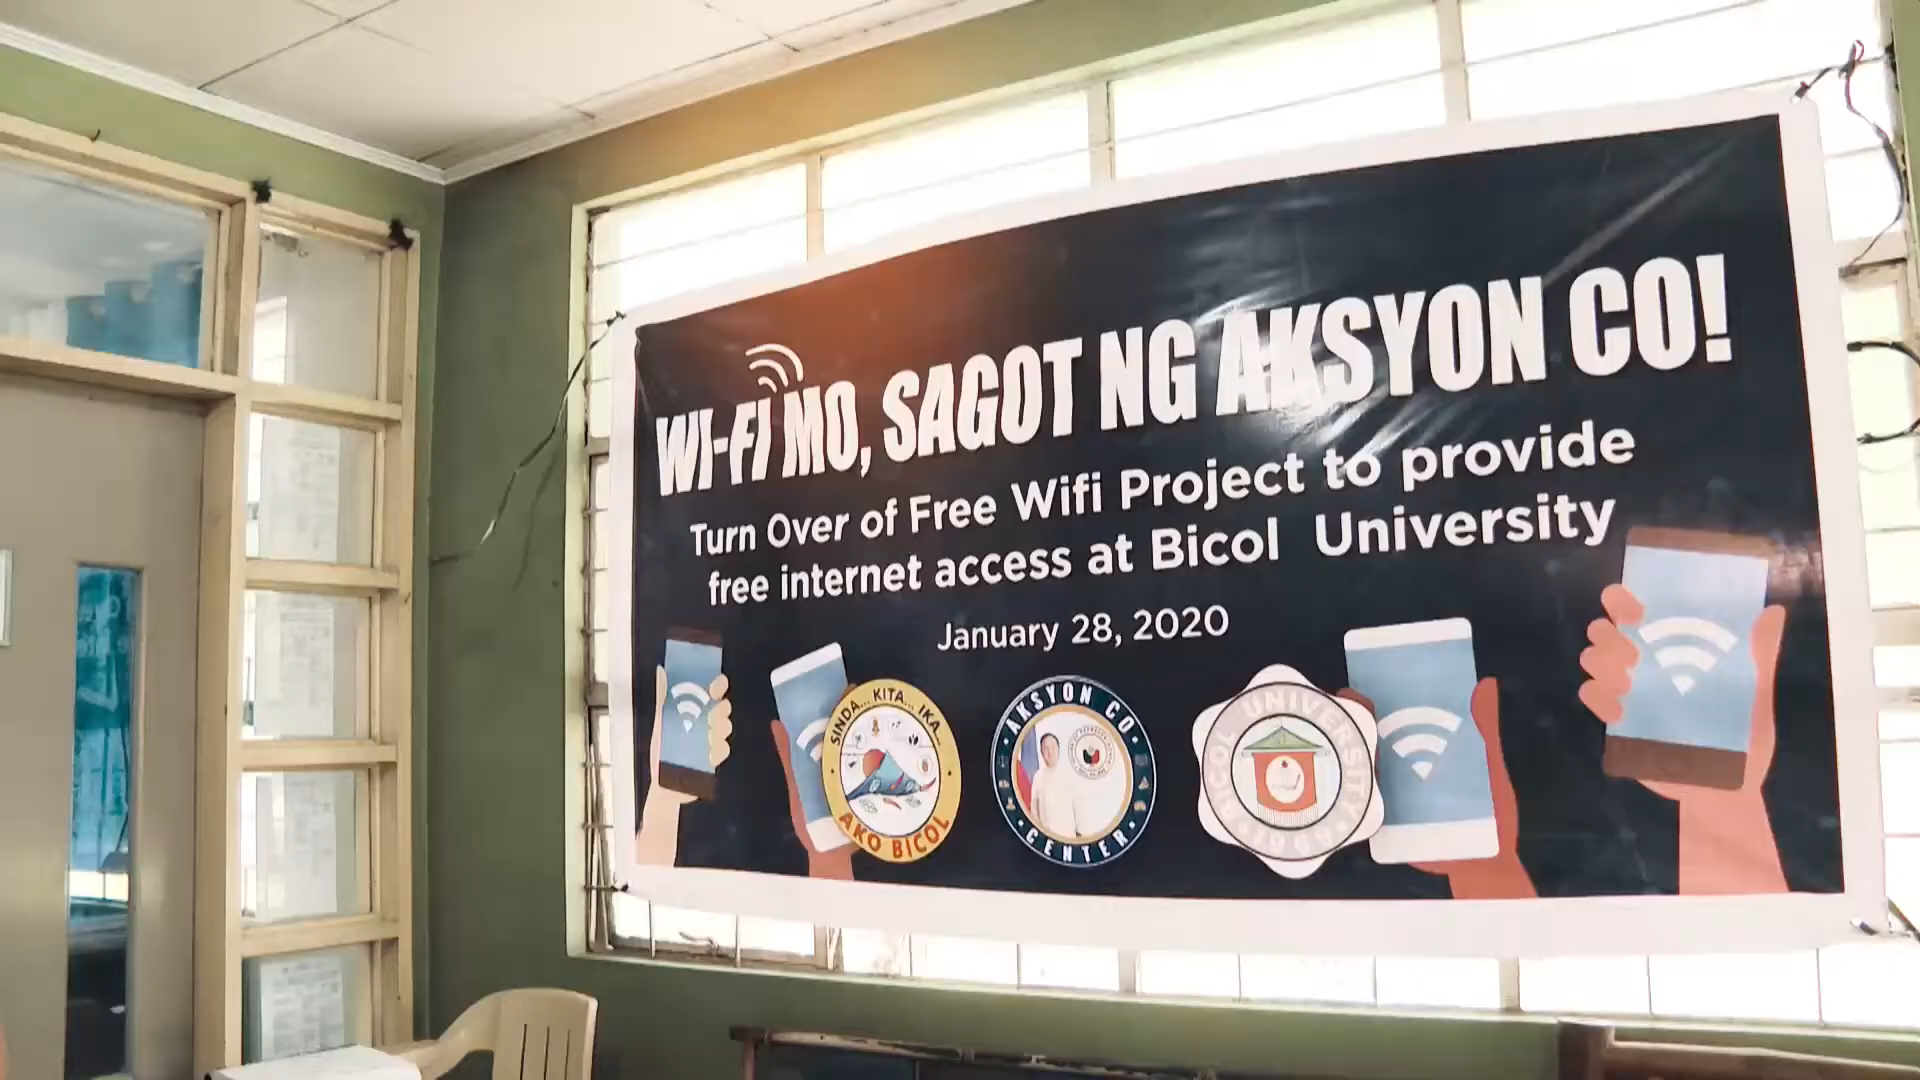 WI-FI MO, SAGOT NG AKSYON CO!
Turn Over of Free Wifi Project to provide
free internet access at Bicol University
January 28, 2020
SINDA... KITA... IKA...
AKO BICOL
AKSYON CO
CENTER
BICOL UNIVERSITY
1969